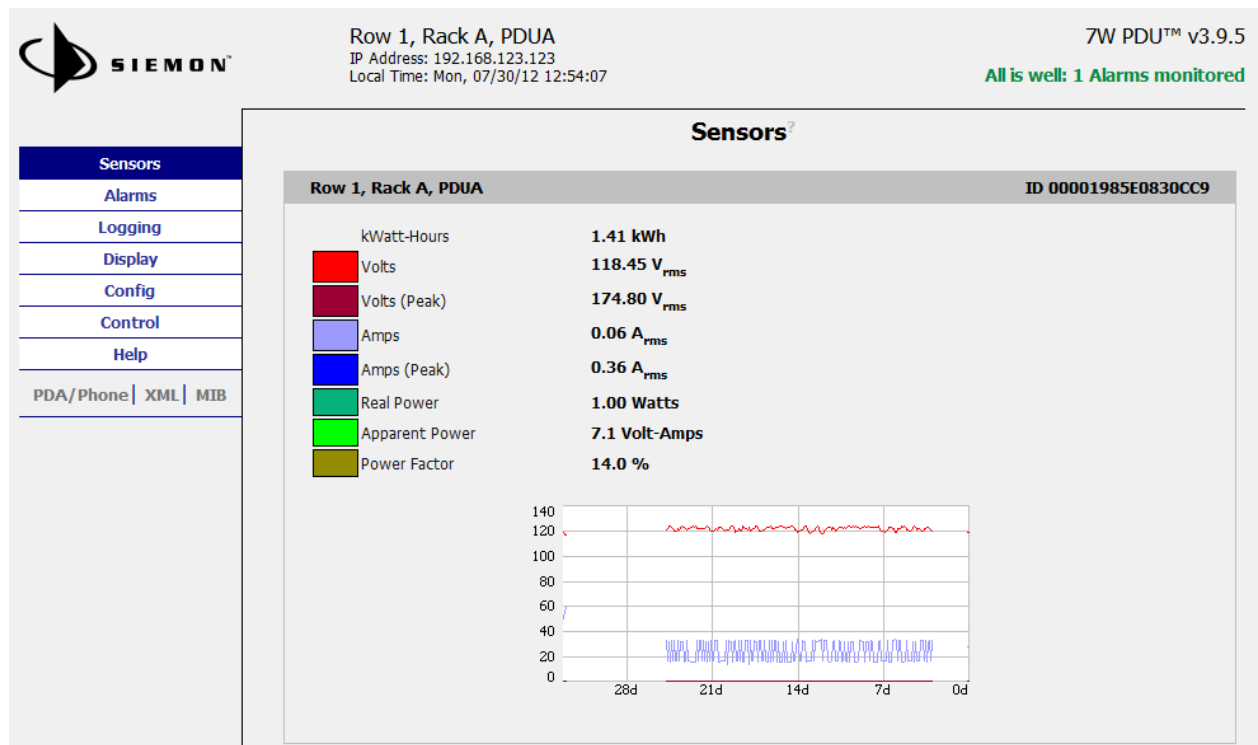 SIEMON™
Row 1, Rack A, PDUA
IP Address: 192.168.123.123
Local Time: Mon, 07/30/12 12:54:07
7W PDU™ v3.9.5
All is well: 1 Alarms monitored
Sensors
Alarms
Logging
Display
Config
Control
Help
PDA/Phone | XML | MIB
Sensors?
Row 1, Rack A, PDUA ID 00001985E0830CC9
kWatt-Hours 1.41 kWh
Volts 118.45 Vrms
Volts (Peak) 174.80 Vrms
Amps 0.06 Arms
Amps (Peak) 0.36 Arms
Real Power 1.00 Watts
Apparent Power 7.1 Volt-Amps
Power Factor 14.0 %
140
120
100
80
60
40
20
0
28d 21d 14d 7d 0d